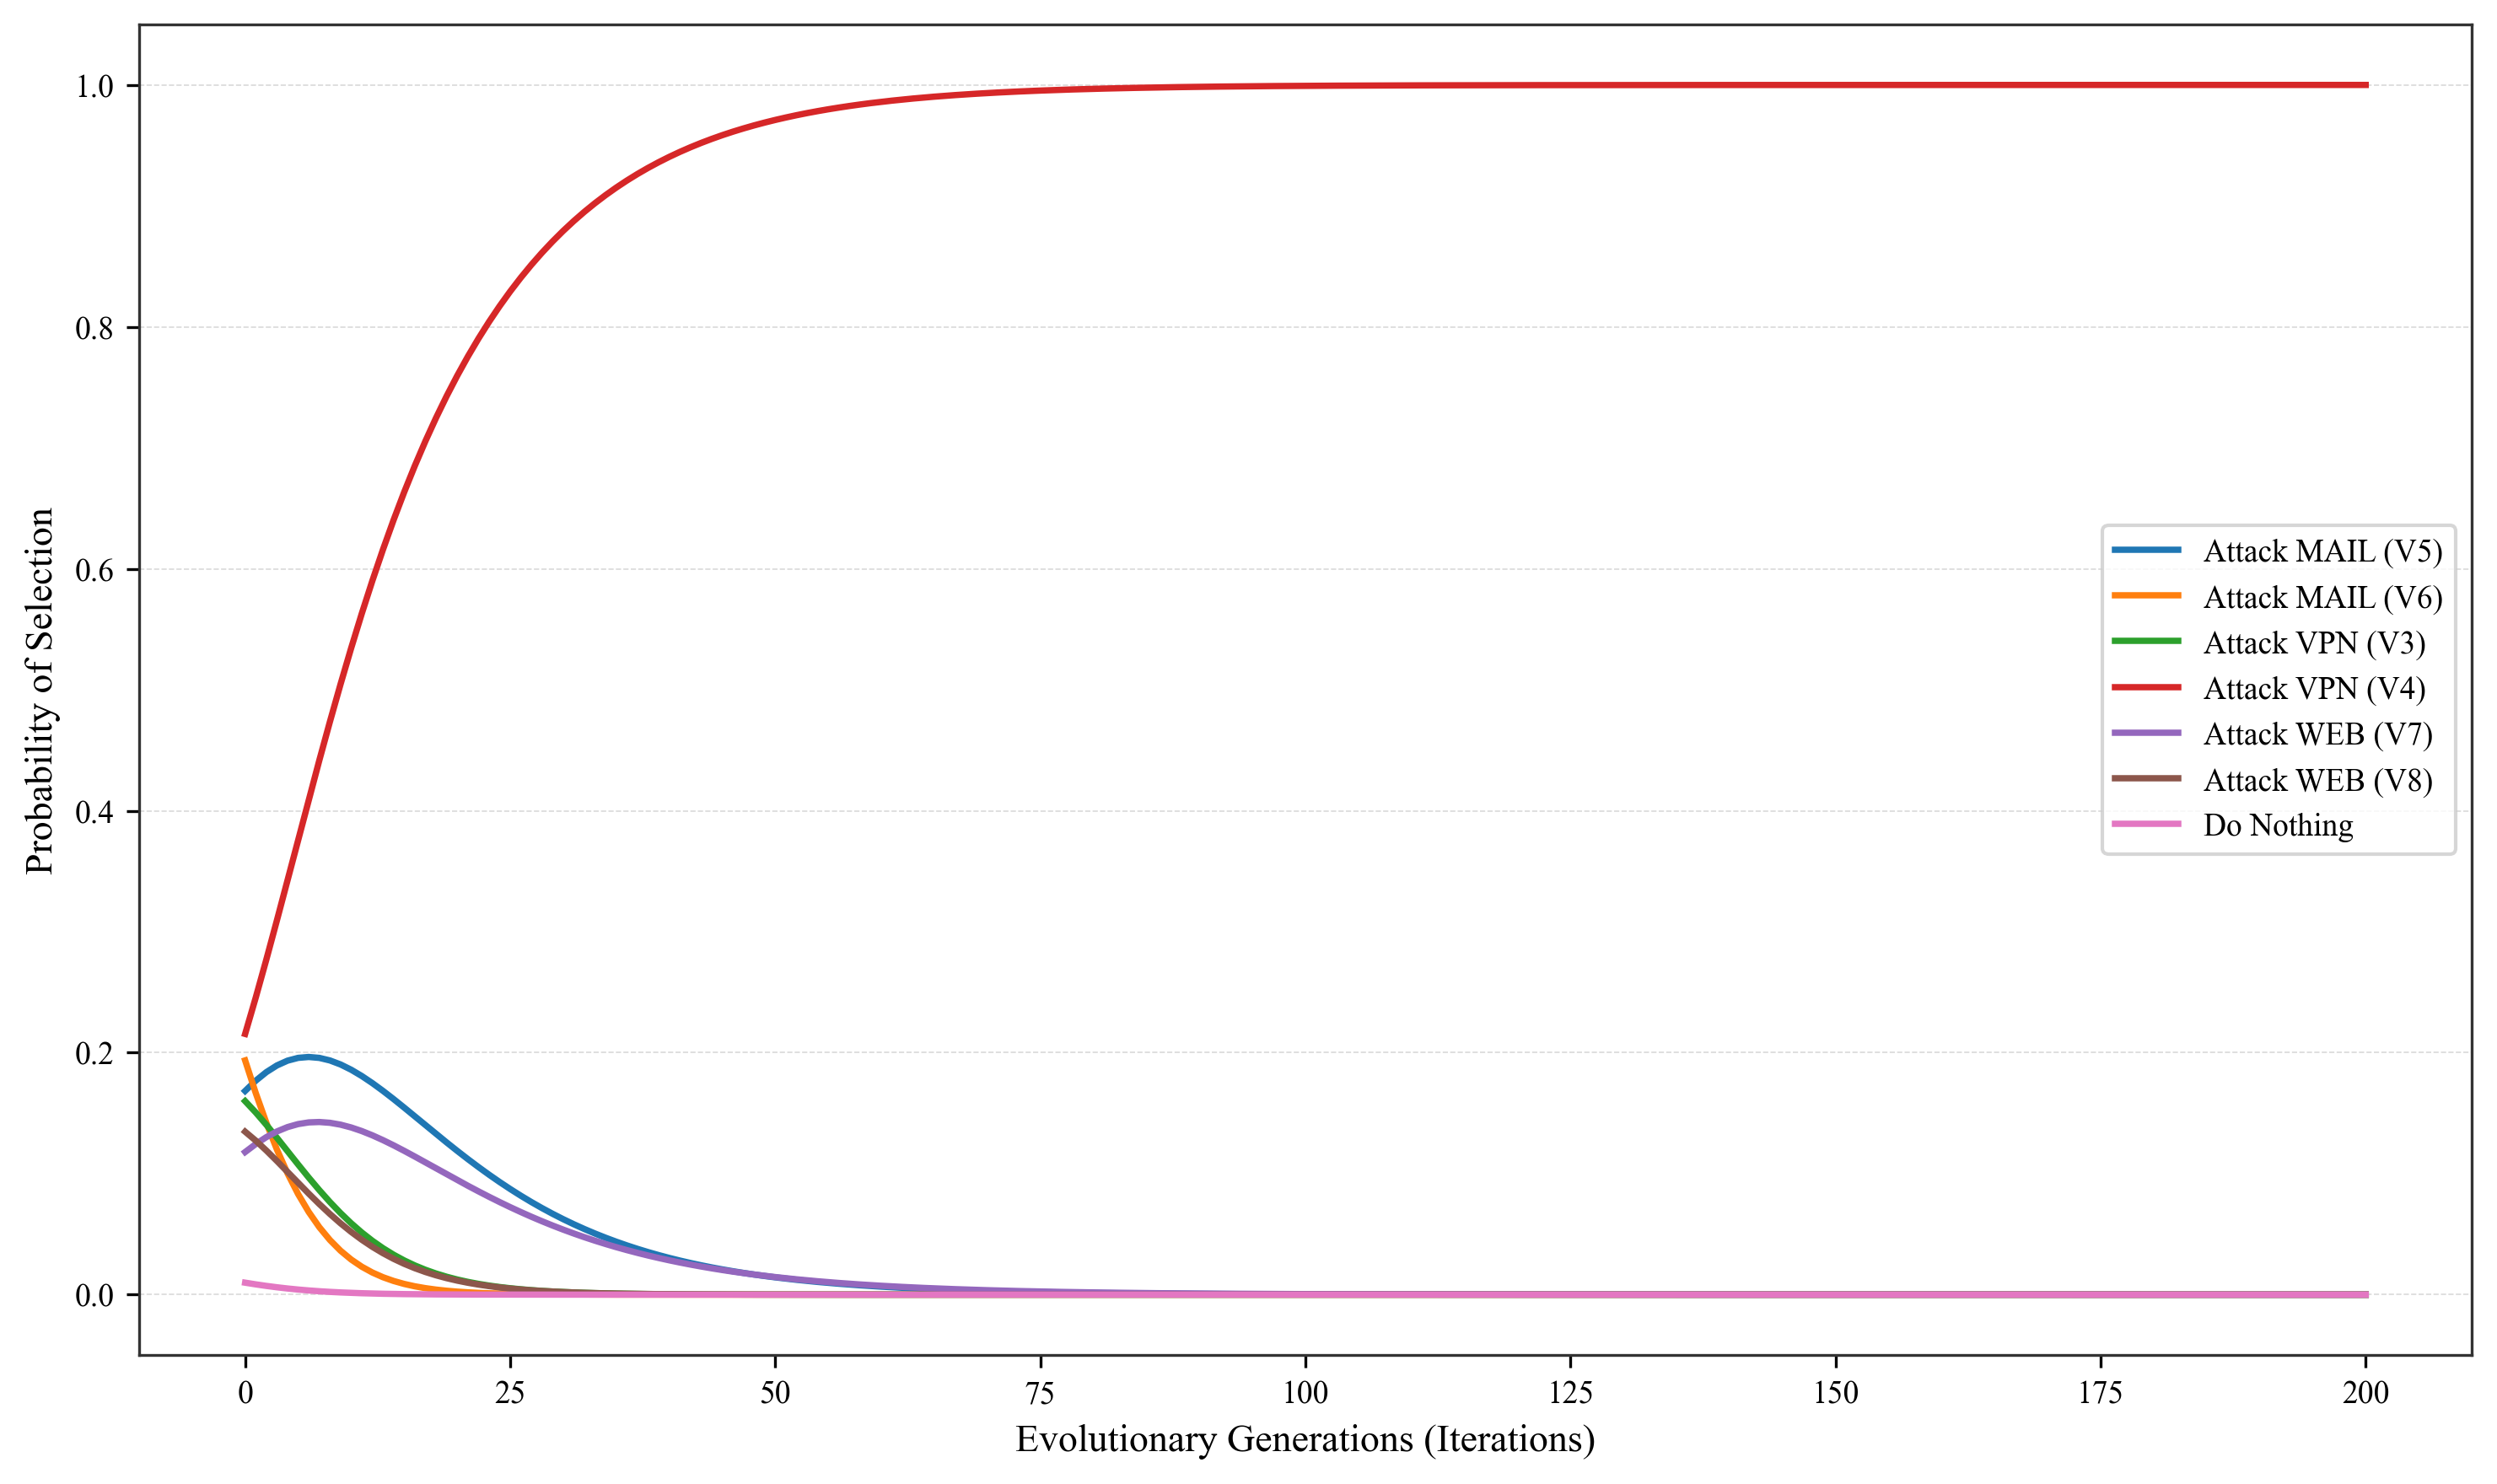 Probability of Selection
1.0
0.8
0.6
0.4
0.2
0.0
Attack MAIL (V5)
Attack MAIL (V6)
Attack VPN (V3)
Attack VPN (V4)
Attack WEB (V7)
Attack WEB (V8)
Do Nothing
0 25 50 75 100 125 150 175 200
Evolutionary Generations (Iterations)